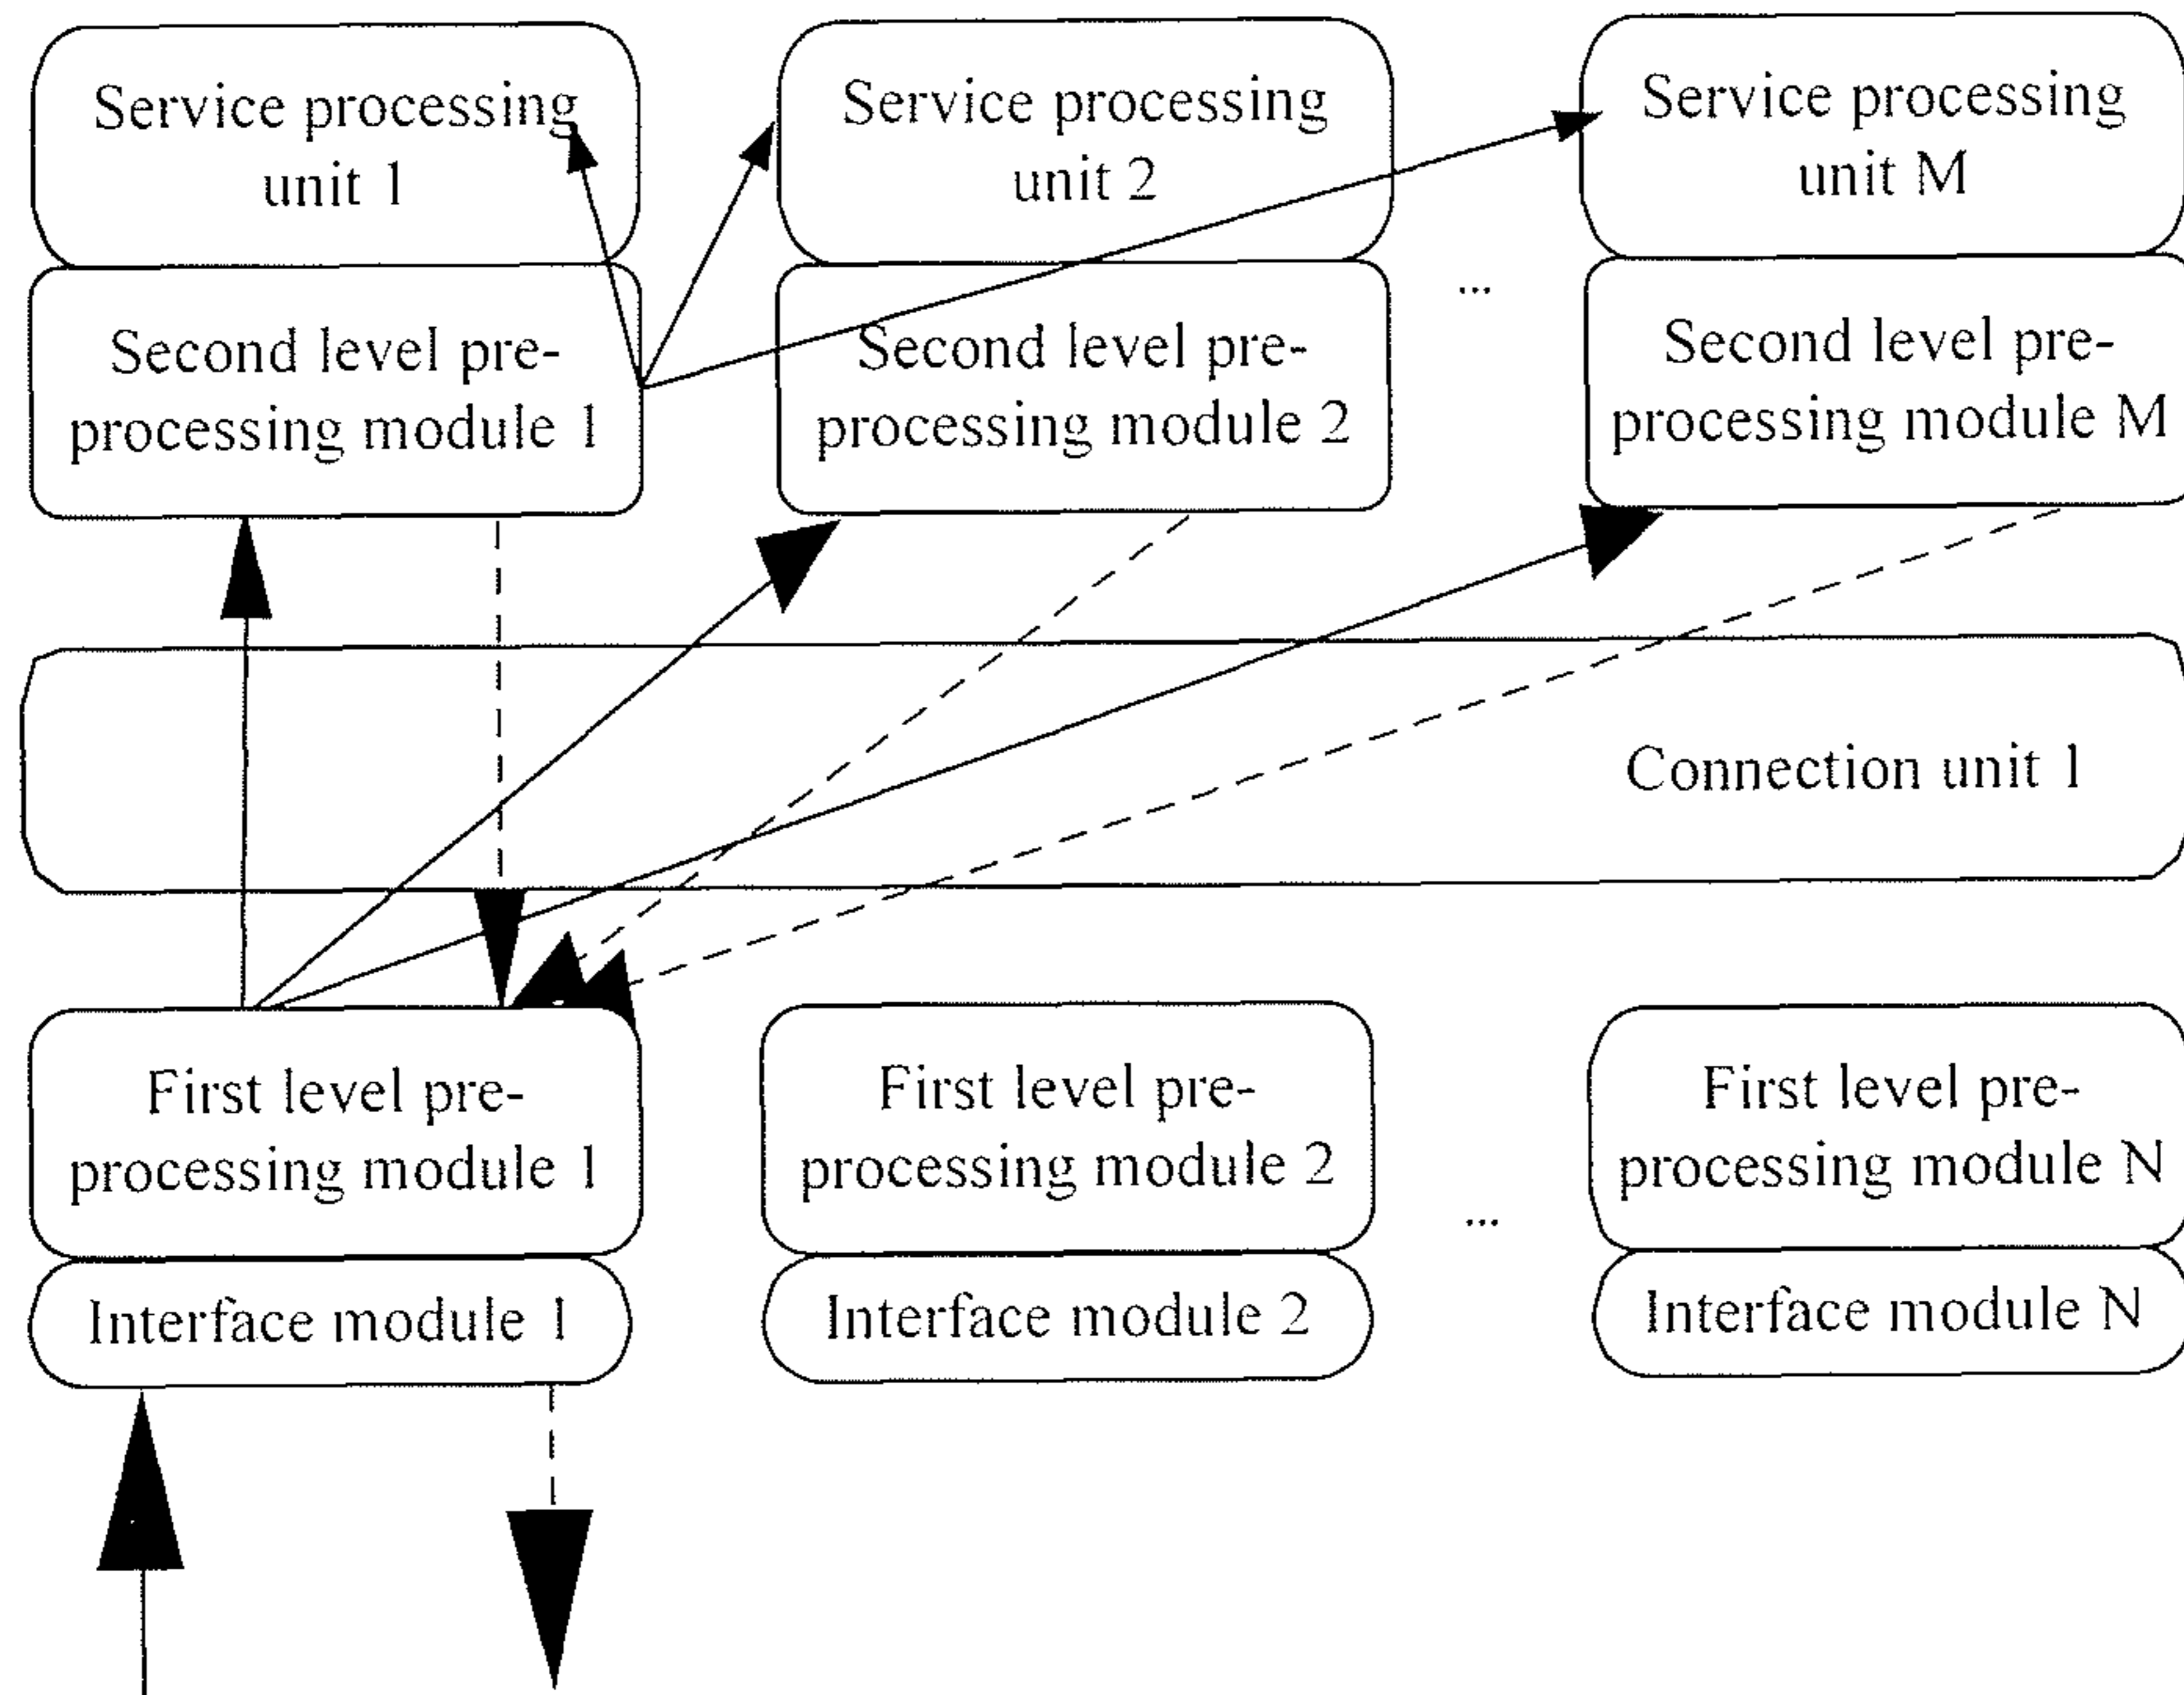 Service processing
unit 1
Service processing
unit 2
Service processing
unit M
Second level pre-
processing module 1
Second level pre-
processing module 2
...
Second level pre-
processing module M
Connection unit 1
First level pre-
processing module 1
First level pre-
processing module 2
...
First level pre-
processing module N
Interface module 1
Interface module 2
Interface module N